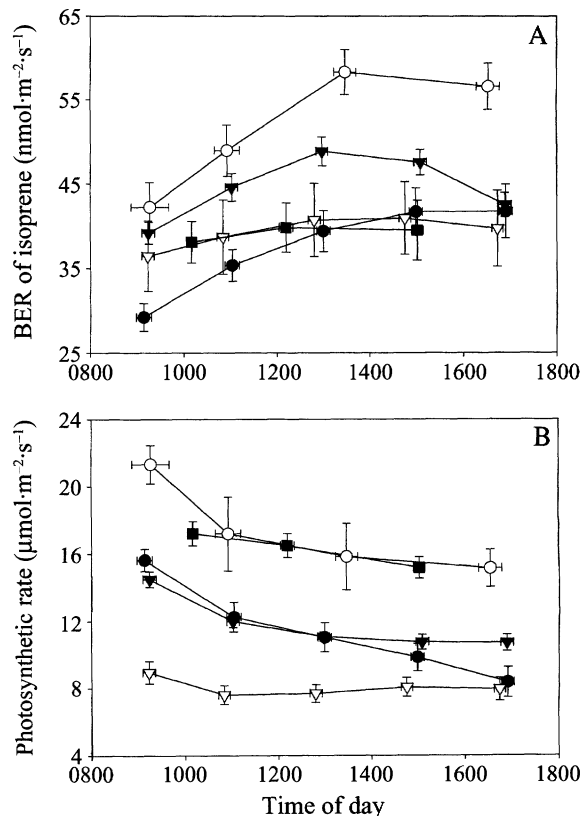 A
BER of isoprene (nmol·m⁻²·s⁻¹)
65
55
45
35
25
0800 1000 1200 1400 1600 1800
B
Photosynthetic rate (μmol·m⁻²·s⁻¹)
24
20
16
12
8
4
0800 1000 1200 1400 1600 1800
Time of day